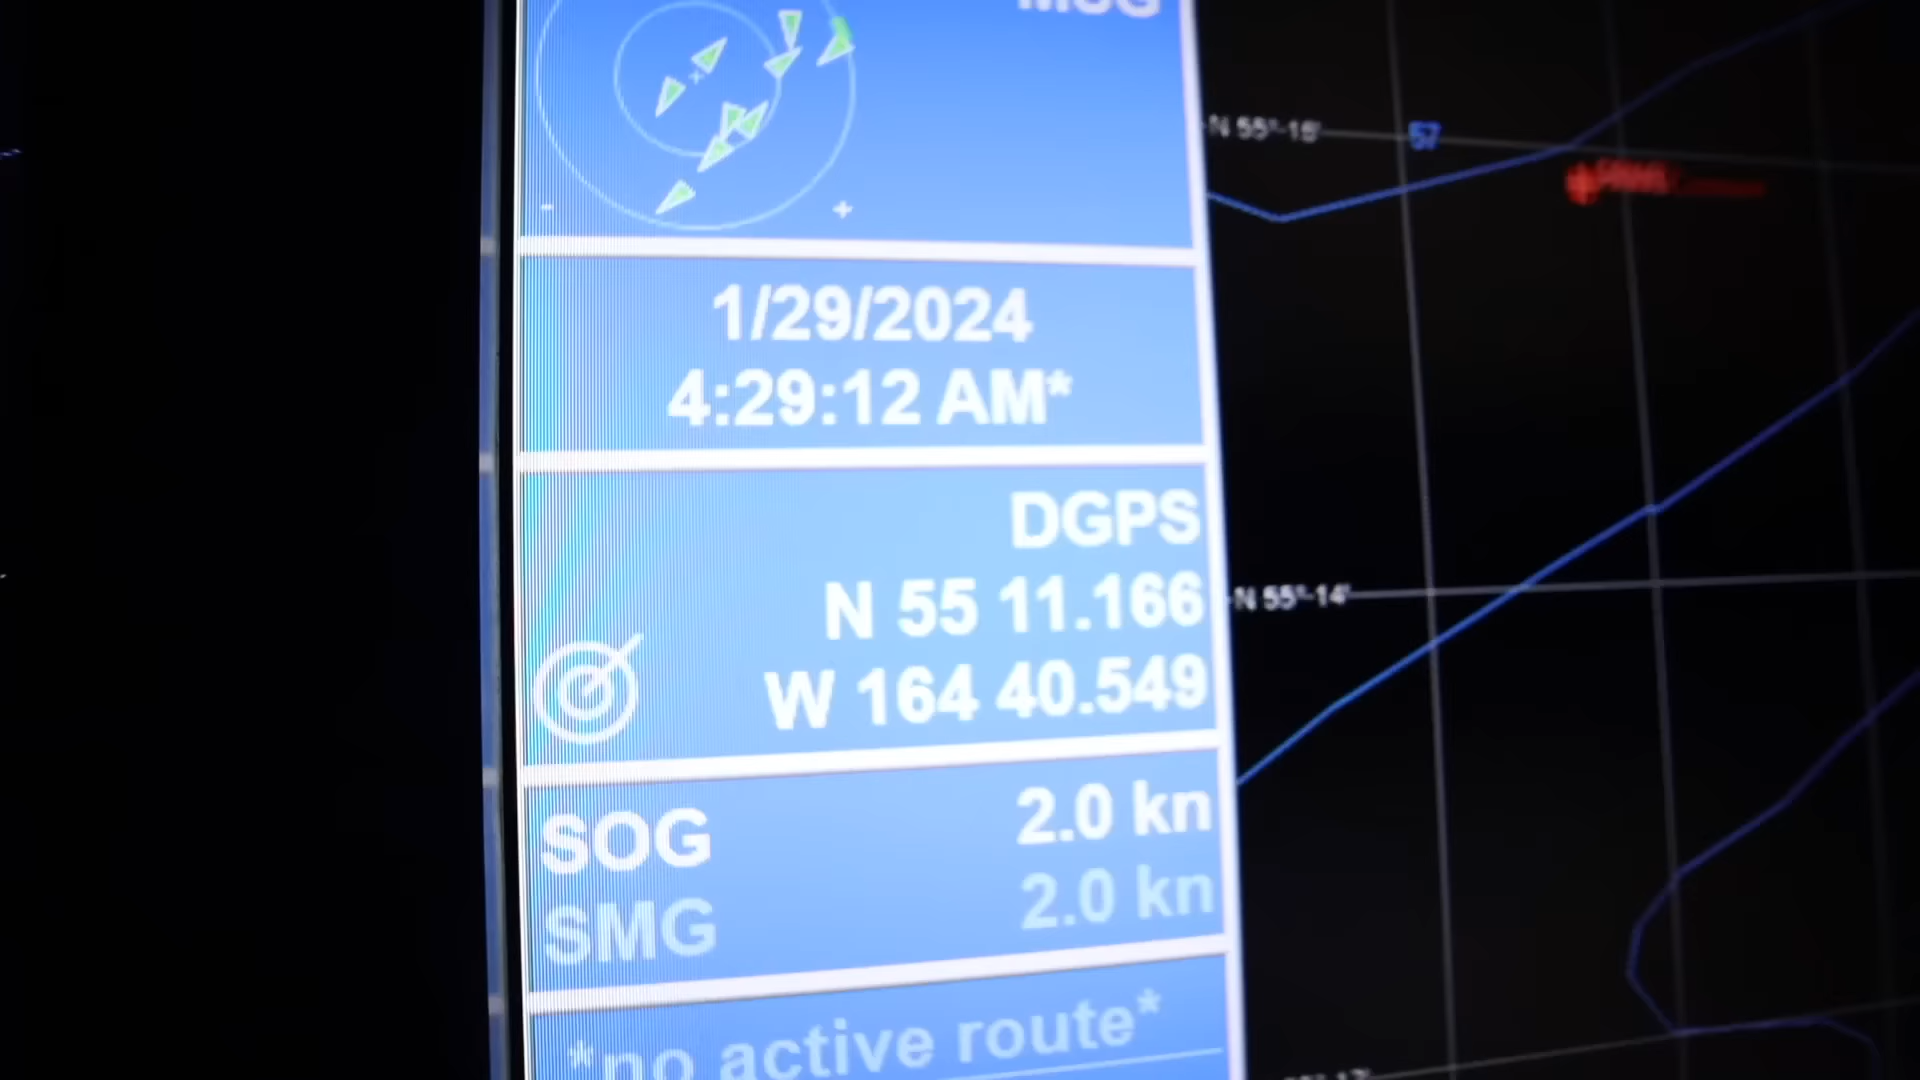 1/29/2024
4:29:12 AM*
DGPS
N 55 11.166
W 164 40.549
SOG 2.0 kn
SMG 2.0 kn
*no active route*
N 55°-15'
57
N 55°-14'